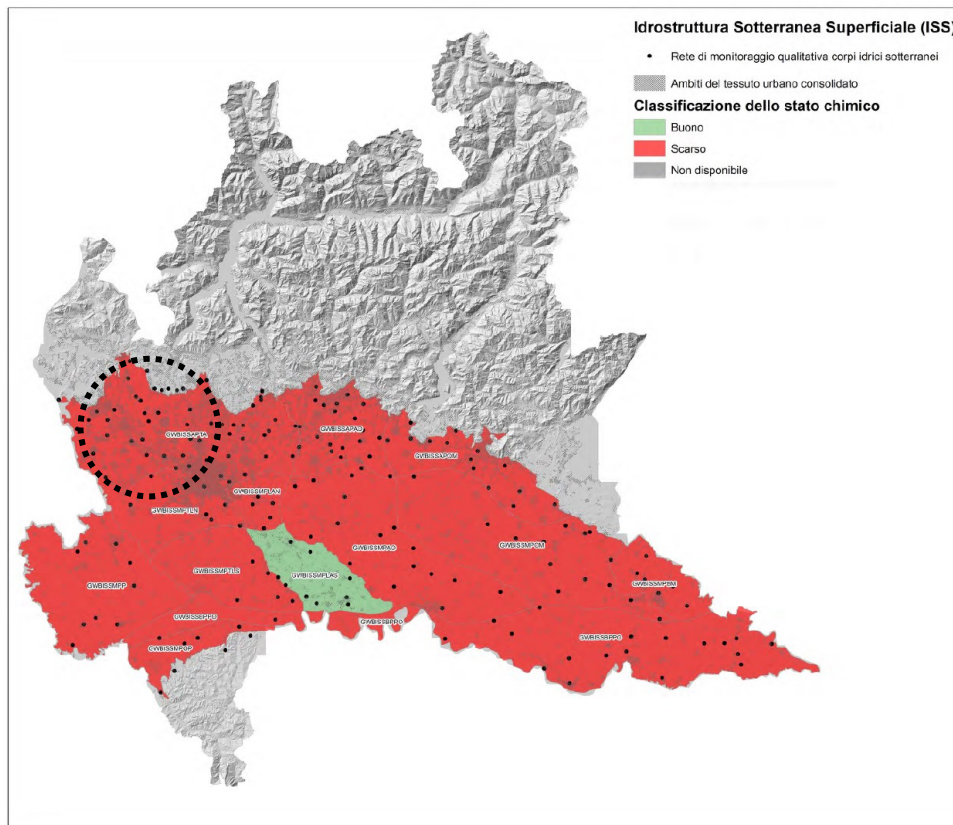 Idrostruttura Sotterranea Superficiale (ISS)
Rete di monitoraggio qualitativa corpi idrici sotterranei
Ambiti del tessuto urbano consolidato
Classificazione dello stato chimico
Buono
Scarso
Non disponibile
GWBISSAPTA
GWBISSAPAO
GWBISSAPOM
GWBISSMPLAN
GWBISSMPTLN
GWBISSMPAO
GWBISSMPOM
GWBISSMPTLS
GWBISSMPLAS
GWBISSMPP
GWBISSMPBM
GWBISSBPPO